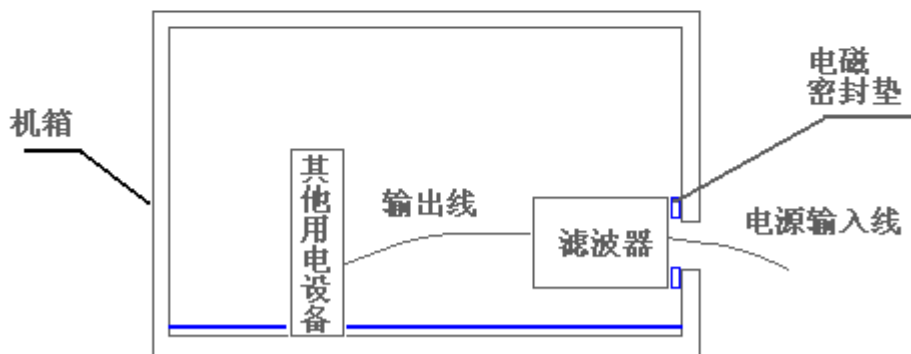 电磁
密封垫
机箱
其他用电设备
输出线
滤波器
电源输入线